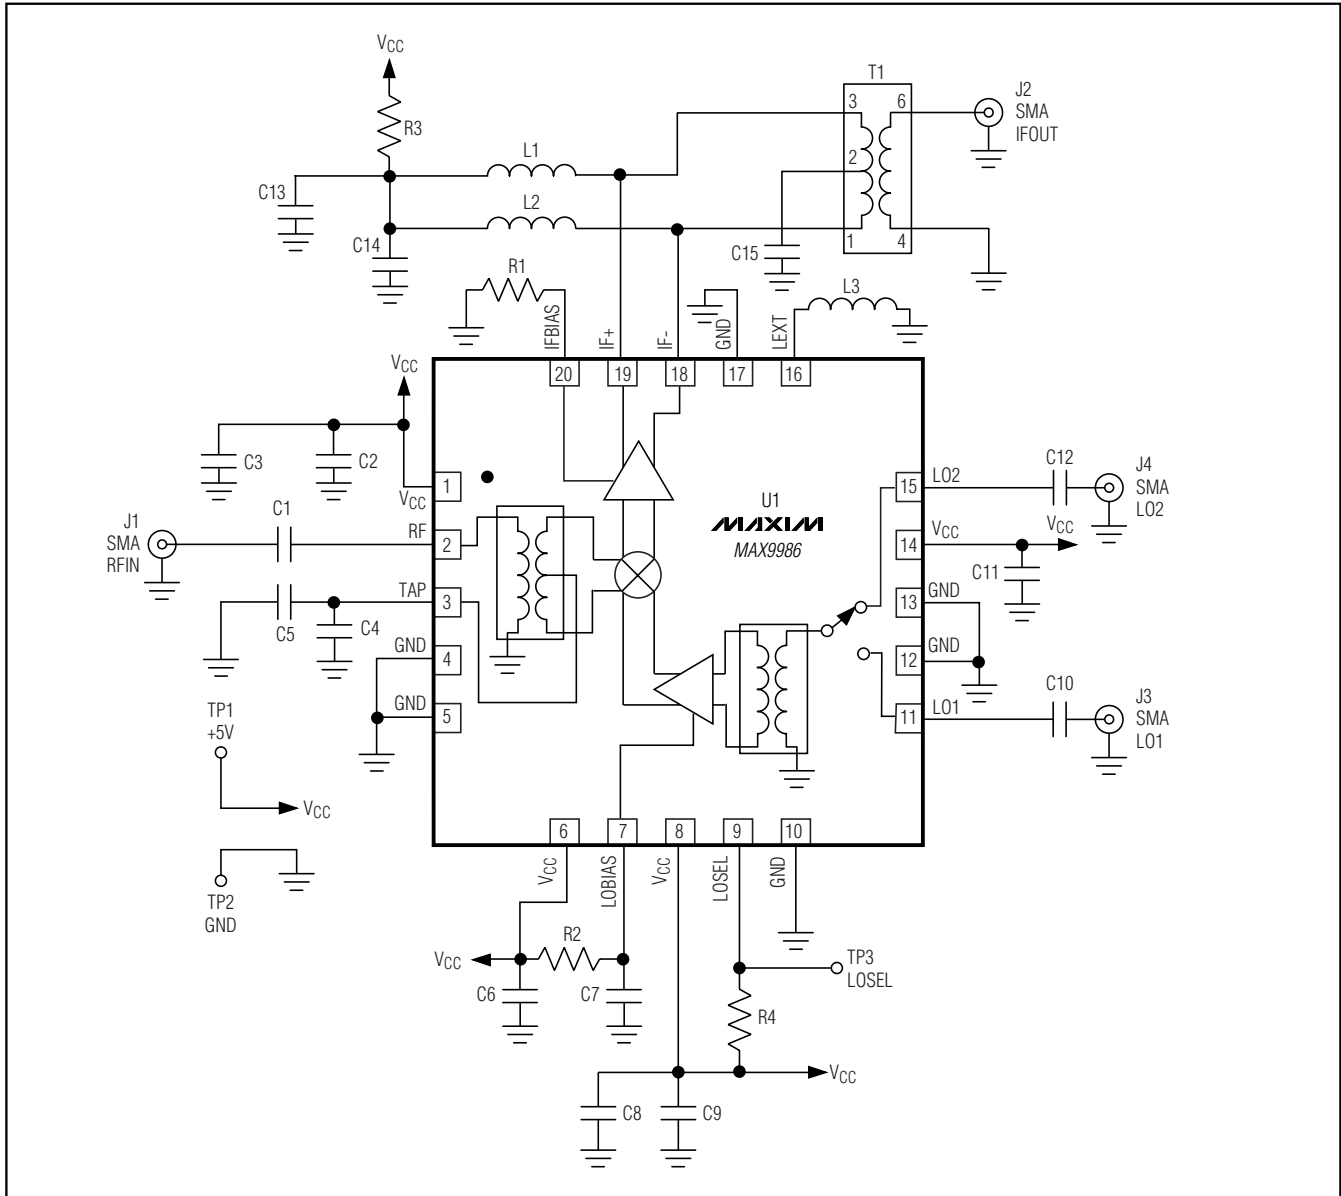 VCC
R3
T1
3
6
J2
SMA
IFOUT
L1
2
C13
L2
1
4
C14
C15
R1
L3
IFBIAS
IF+
IF-
GND
LEXT
20
19
18
17
16
VCC
C3
C2
1
VCC
J1
SMA
RFIN
C1
RF
2
TAP
3
C5
C4
GND
4
GND
5
U1
MAXIM
MAX9986
15
LO2
C12
J4
SMA
LO2
14
VCC
VCC
C11
13
GND
12
GND
11
LO1
C10
J3
SMA
LO1
TP1
+5V
VCC
TP2
GND
6
7
8
9
10
VCC
LOBIAS
VCC
LOSEL
GND
VCC
R2
C6
C7
TP3
LOSEL
R4
VCC
C8
C9